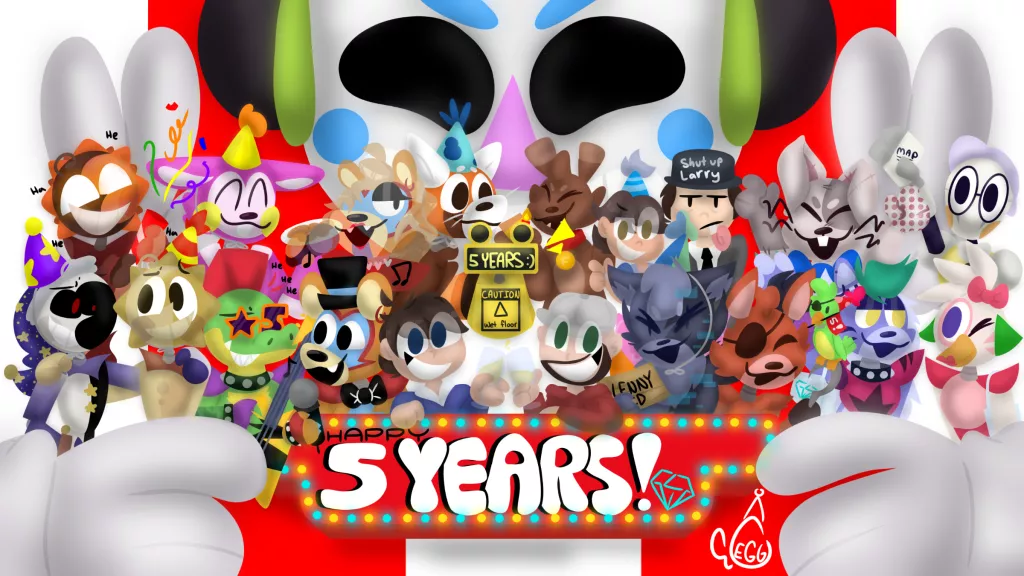 He
Ha
Ha
He
He
He
He
Shut up
Larry
MAP
5 YEARS :)
CAUTION
Wet floor
LENNY
:D
HAPPY
5 YEARS!
EGG